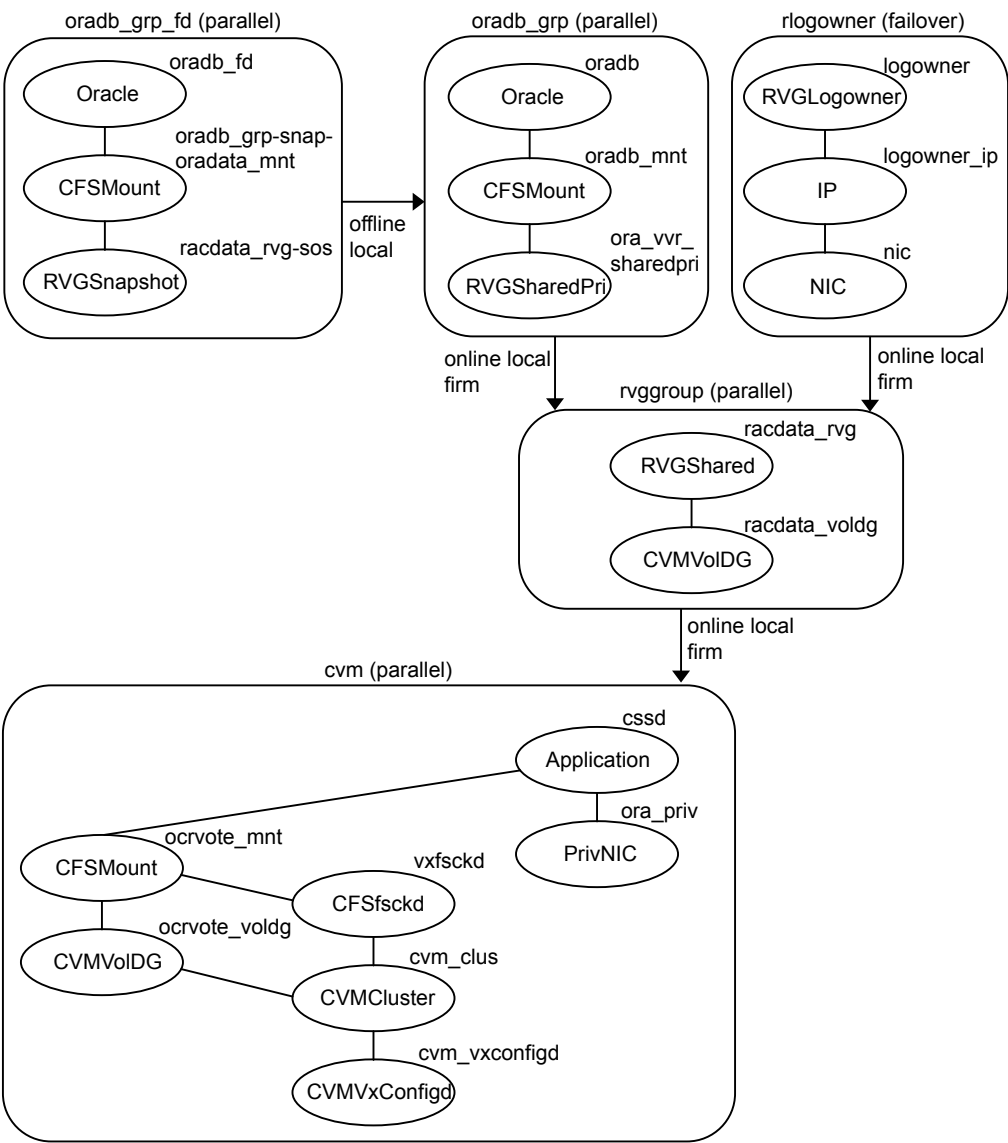 oradb_grp_fd (parallel)
oradb_fd
Oracle
oradb_grp-snap-
oradata_mnt
CFSMount
racdata_rvg-sos
RVGSnapshot
offline
local
oradb_grp (parallel)
oradb
Oracle
oradb_mnt
CFSMount
ora_vvr_
sharedpri
RVGSharedPri
rlogowner (failover)
logowner
RVGLogowner
logowner_ip
IP
nic
NIC
online local
firm
online local
firm
rvggroup (parallel)
racdata_rvg
RVGShared
racdata_voldg
CVMVolDG
online local
firm
cvm (parallel)
cssd
Application
ora_priv
PrivNIC
ocrvote_mnt
CFSMount
vxfsckd
CFSfsckd
ocrvote_voldg
CVMVolDG
cvm_clus
CVMCluster
cvm_vxconfigd
CVMVxConfigd